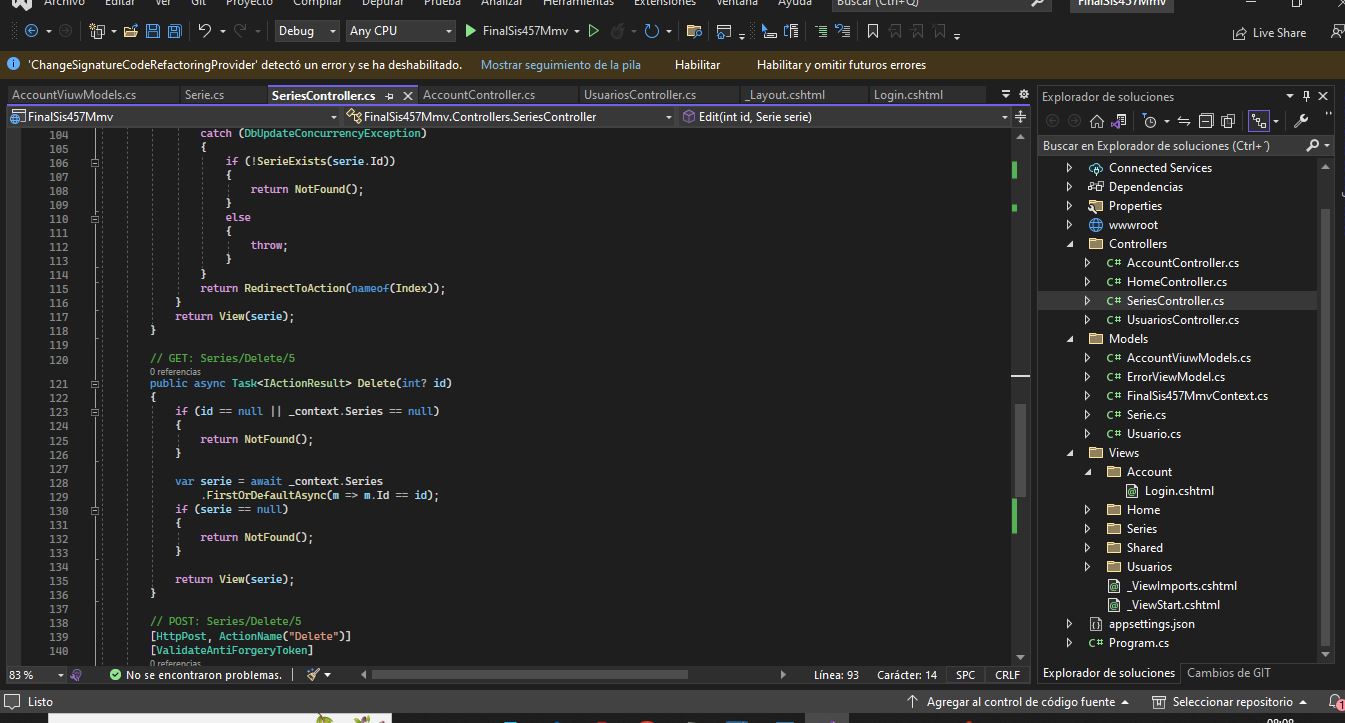 Archivo Editar Ver Git Proyecto Compilar Depurar Prueba Analizar Herramientas Extensiones Ventana Ayuda Buscar (Ctrl+Q) FinalSis457Mmv
Debug Any CPU FinalSis457Mmv Live Share
'ChangeSignatureCodeRefactoringProvider' detectó un error y se ha deshabilitado. Mostrar seguimiento de la pila Habilitar Habilitar y omitir futuros errores
AccountViuwModels.cs Serie.cs SeriesController.cs AccountController.cs UsuariosController.cs _Layout.cshtml Login.cshtml
FinalSis457Mmv FinalSis457Mmv.Controllers.SeriesController Edit(int id, Serie serie)
104 catch (DbUpdateConcurrencyException)
105 {
106 if (!SerieExists(serie.Id))
107 {
108 return NotFound();
109 }
110 else
111 {
112 throw;
113 }
114 }
115 return RedirectToAction(nameof(Index));
116 }
117 return View(serie);
118 }
119
120 // GET: Series/Delete/5
0 referencias
121 public async Task<IActionResult> Delete(int? id)
122 {
123 if (id == null || _context.Series == null)
124 {
125 return NotFound();
126 }
127
128 var serie = await _context.Series
129 .FirstOrDefaultAsync(m => m.Id == id);
130 if (serie == null)
131 {
132 return NotFound();
133 }
134
135 return View(serie);
136 }
137
138 // POST: Series/Delete/5
139 [HttpPost, ActionName("Delete")]
140 [ValidateAntiForgeryToken]
0 referencias
83 % No se encontraron problemas. Línea: 93 Carácter: 14 SPC CRLF
Explorador de soluciones
Buscar en Explorador de soluciones (Ctrl+´)
Connected Services
Dependencias
Properties
wwwroot
Controllers
C# AccountController.cs
C# HomeController.cs
C# SeriesController.cs
C# UsuariosController.cs
Models
C# AccountViuwModels.cs
C# ErrorViewModel.cs
C# FinalSis457MmvContext.cs
C# Serie.cs
C# Usuario.cs
Views
Account
Login.cshtml
Home
Series
Shared
Usuarios
_ViewImports.cshtml
_ViewStart.cshtml
appsettings.json
C# Program.cs
Explorador de soluciones Cambios de GIT
Listo Agregar al control de código fuente Seleccionar repositorio 1